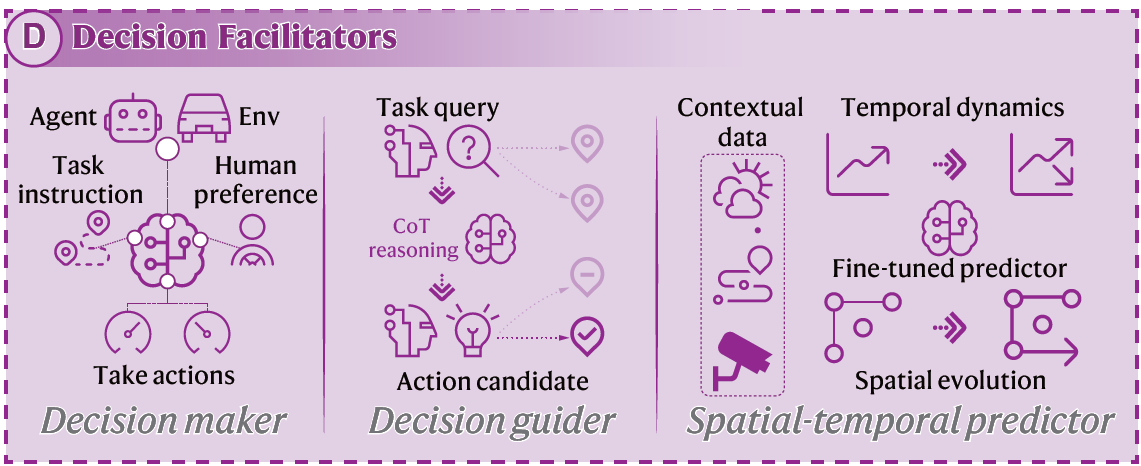 D Decision Facilitators
Agent
Env
Task
instruction
Human
preference
Take actions
Decision maker
Task query
?
CoT
reasoning
Action candidate
Decision guider
Contextual
data
Temporal dynamics
Fine-tuned predictor
Spatial evolution
Spatial-temporal predictor